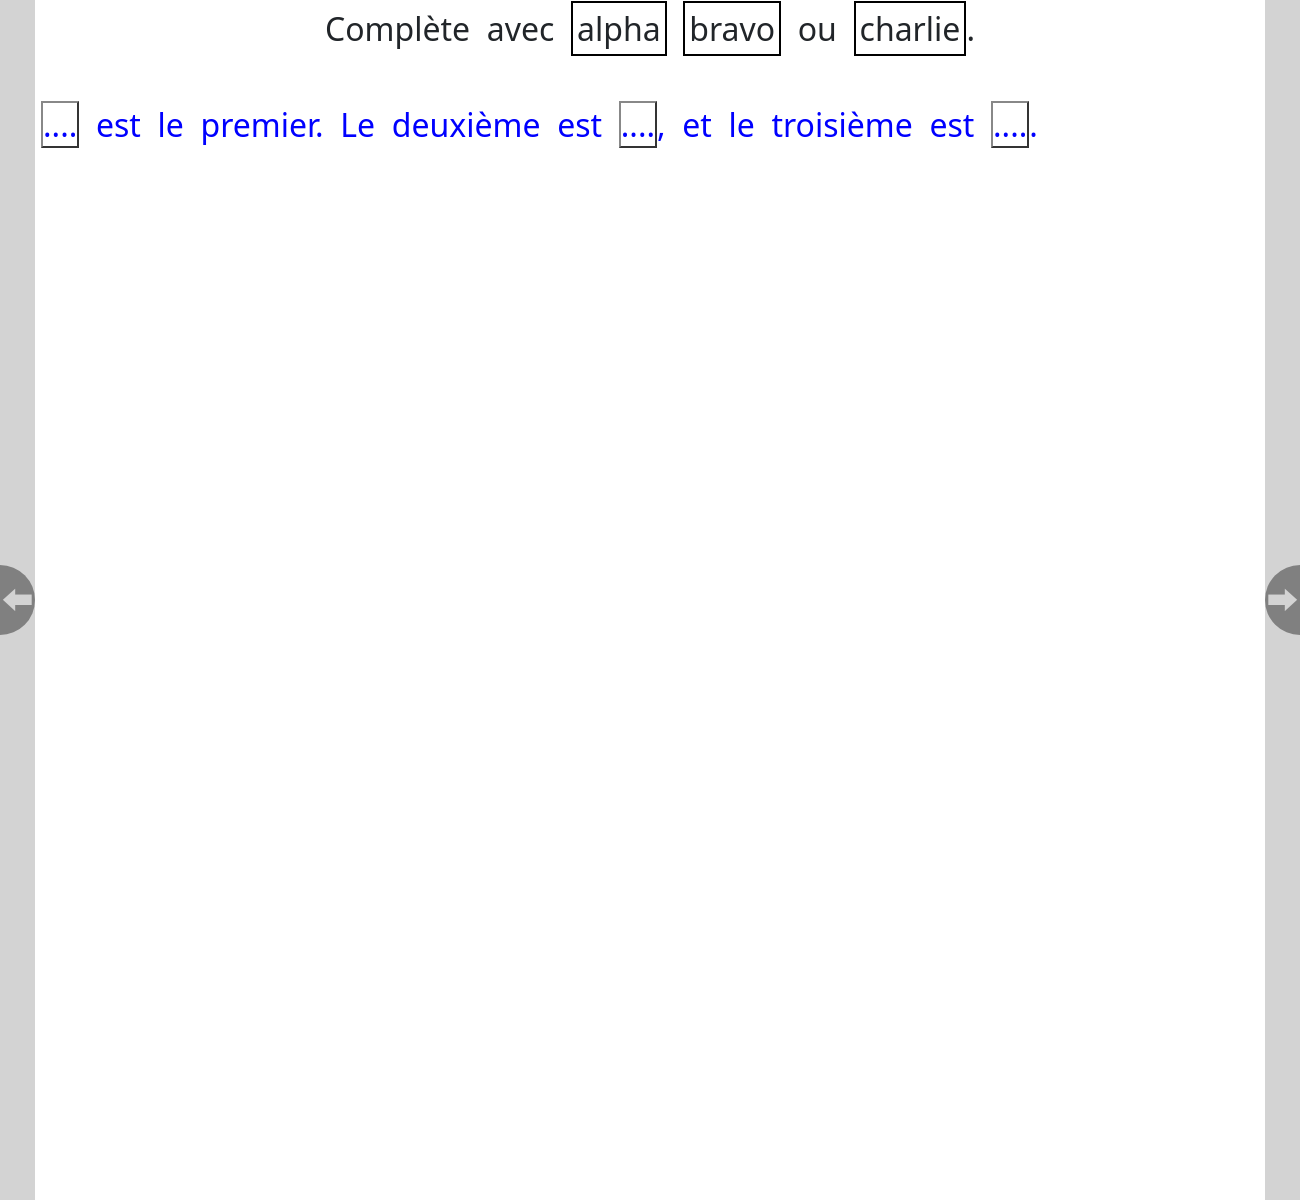 Complète avec alpha bravo ou charlie.
.... est le premier. Le deuxième est ...., et le troisième est .....